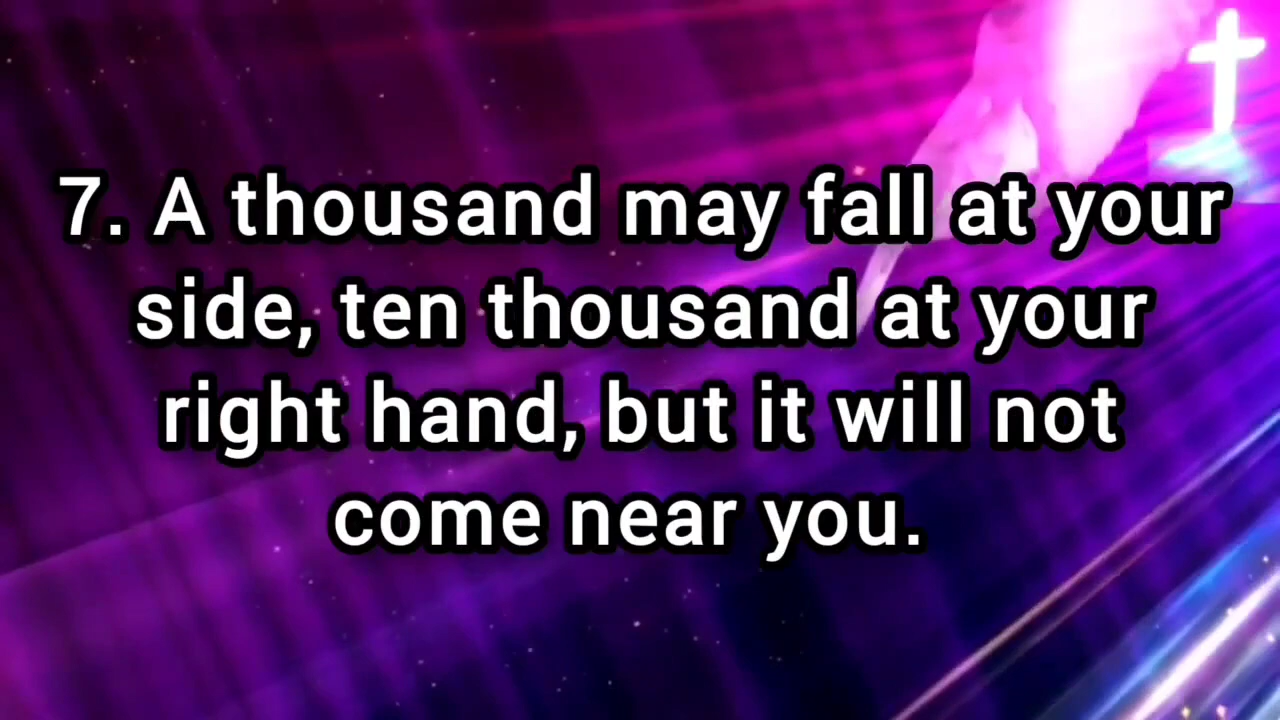 7. A thousand may fall at your
side, ten thousand at your
right hand, but it will not
come near you.